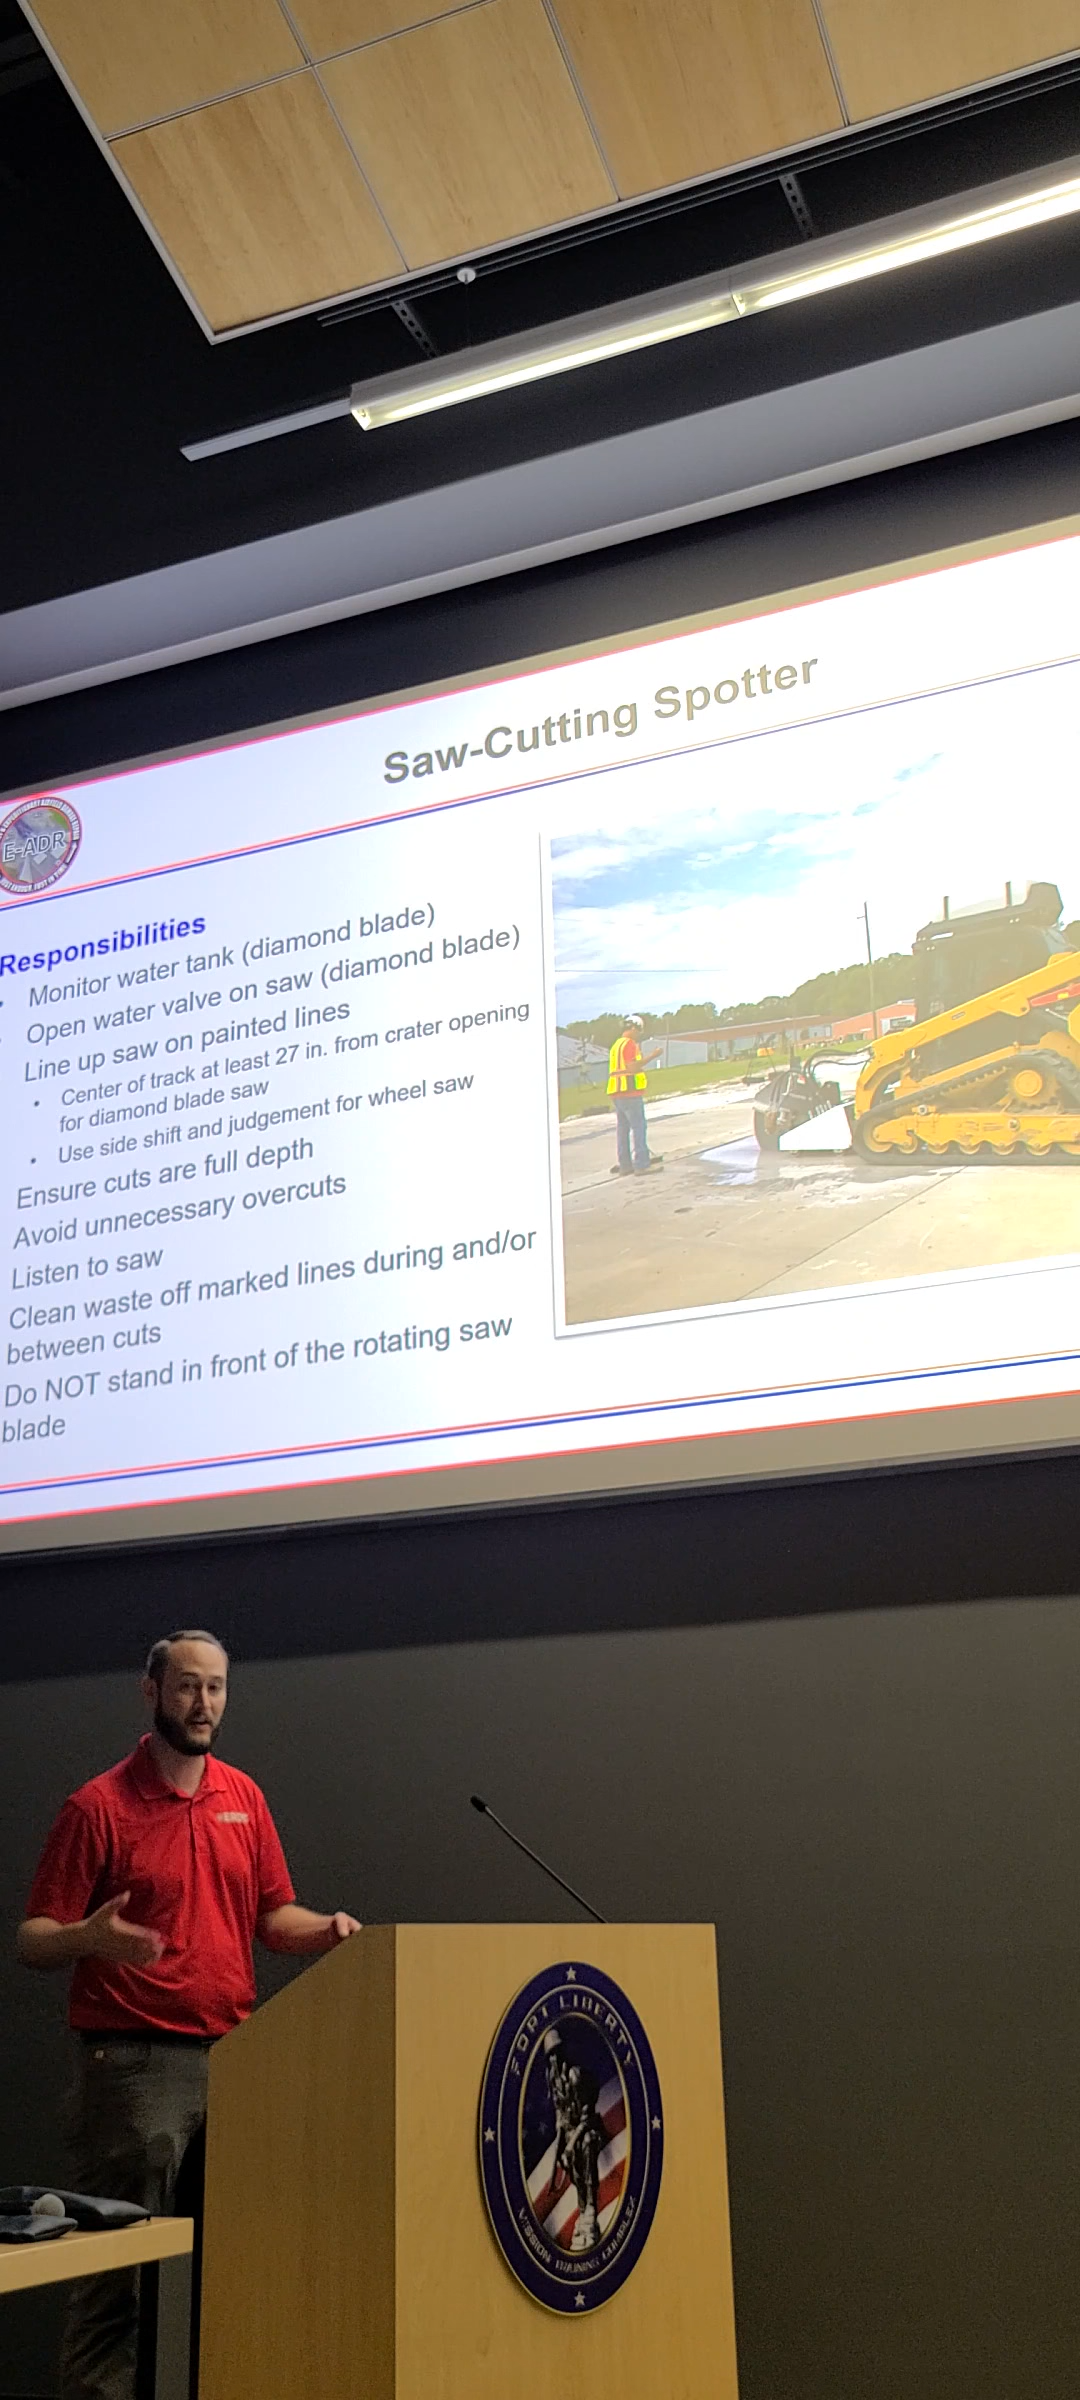 Saw-Cutting Spotter
E-ADR
Responsibilities
• Monitor water tank (diamond blade)
Open water valve on saw (diamond blade)
Line up saw on painted lines
• Center of track at least 27 in. from crater opening
for diamond blade saw
• Use side shift and judgement for wheel saw
Ensure cuts are full depth
Avoid unnecessary overcuts
Listen to saw
Clean waste off marked lines during and/or
between cuts
Do NOT stand in front of the rotating saw
blade
FORT LIBERTY
MISSION TRAINING COMPLEX